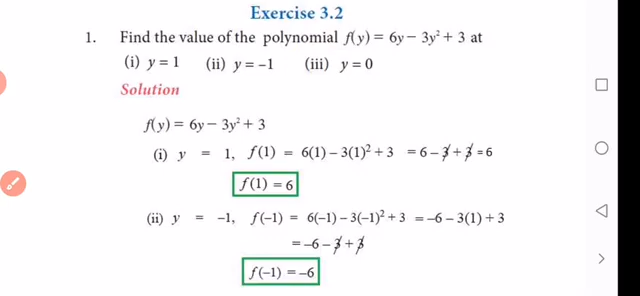 Exercise 3.2
1. Find the value of the polynomial f(y) = 6y − 3y² + 3 at
(i) y = 1 (ii) y = −1 (iii) y = 0
Solution
f(y) = 6y − 3y² + 3
(i) y = 1, f(1) = 6(1) − 3(1)² + 3 = 6 − 3 + 3 = 6
f(1) = 6
(ii) y = −1, f(−1) = 6(−1) − 3(−1)² + 3 = −6 − 3(1) + 3
= −6 − 3 + 3
f(−1) = −6